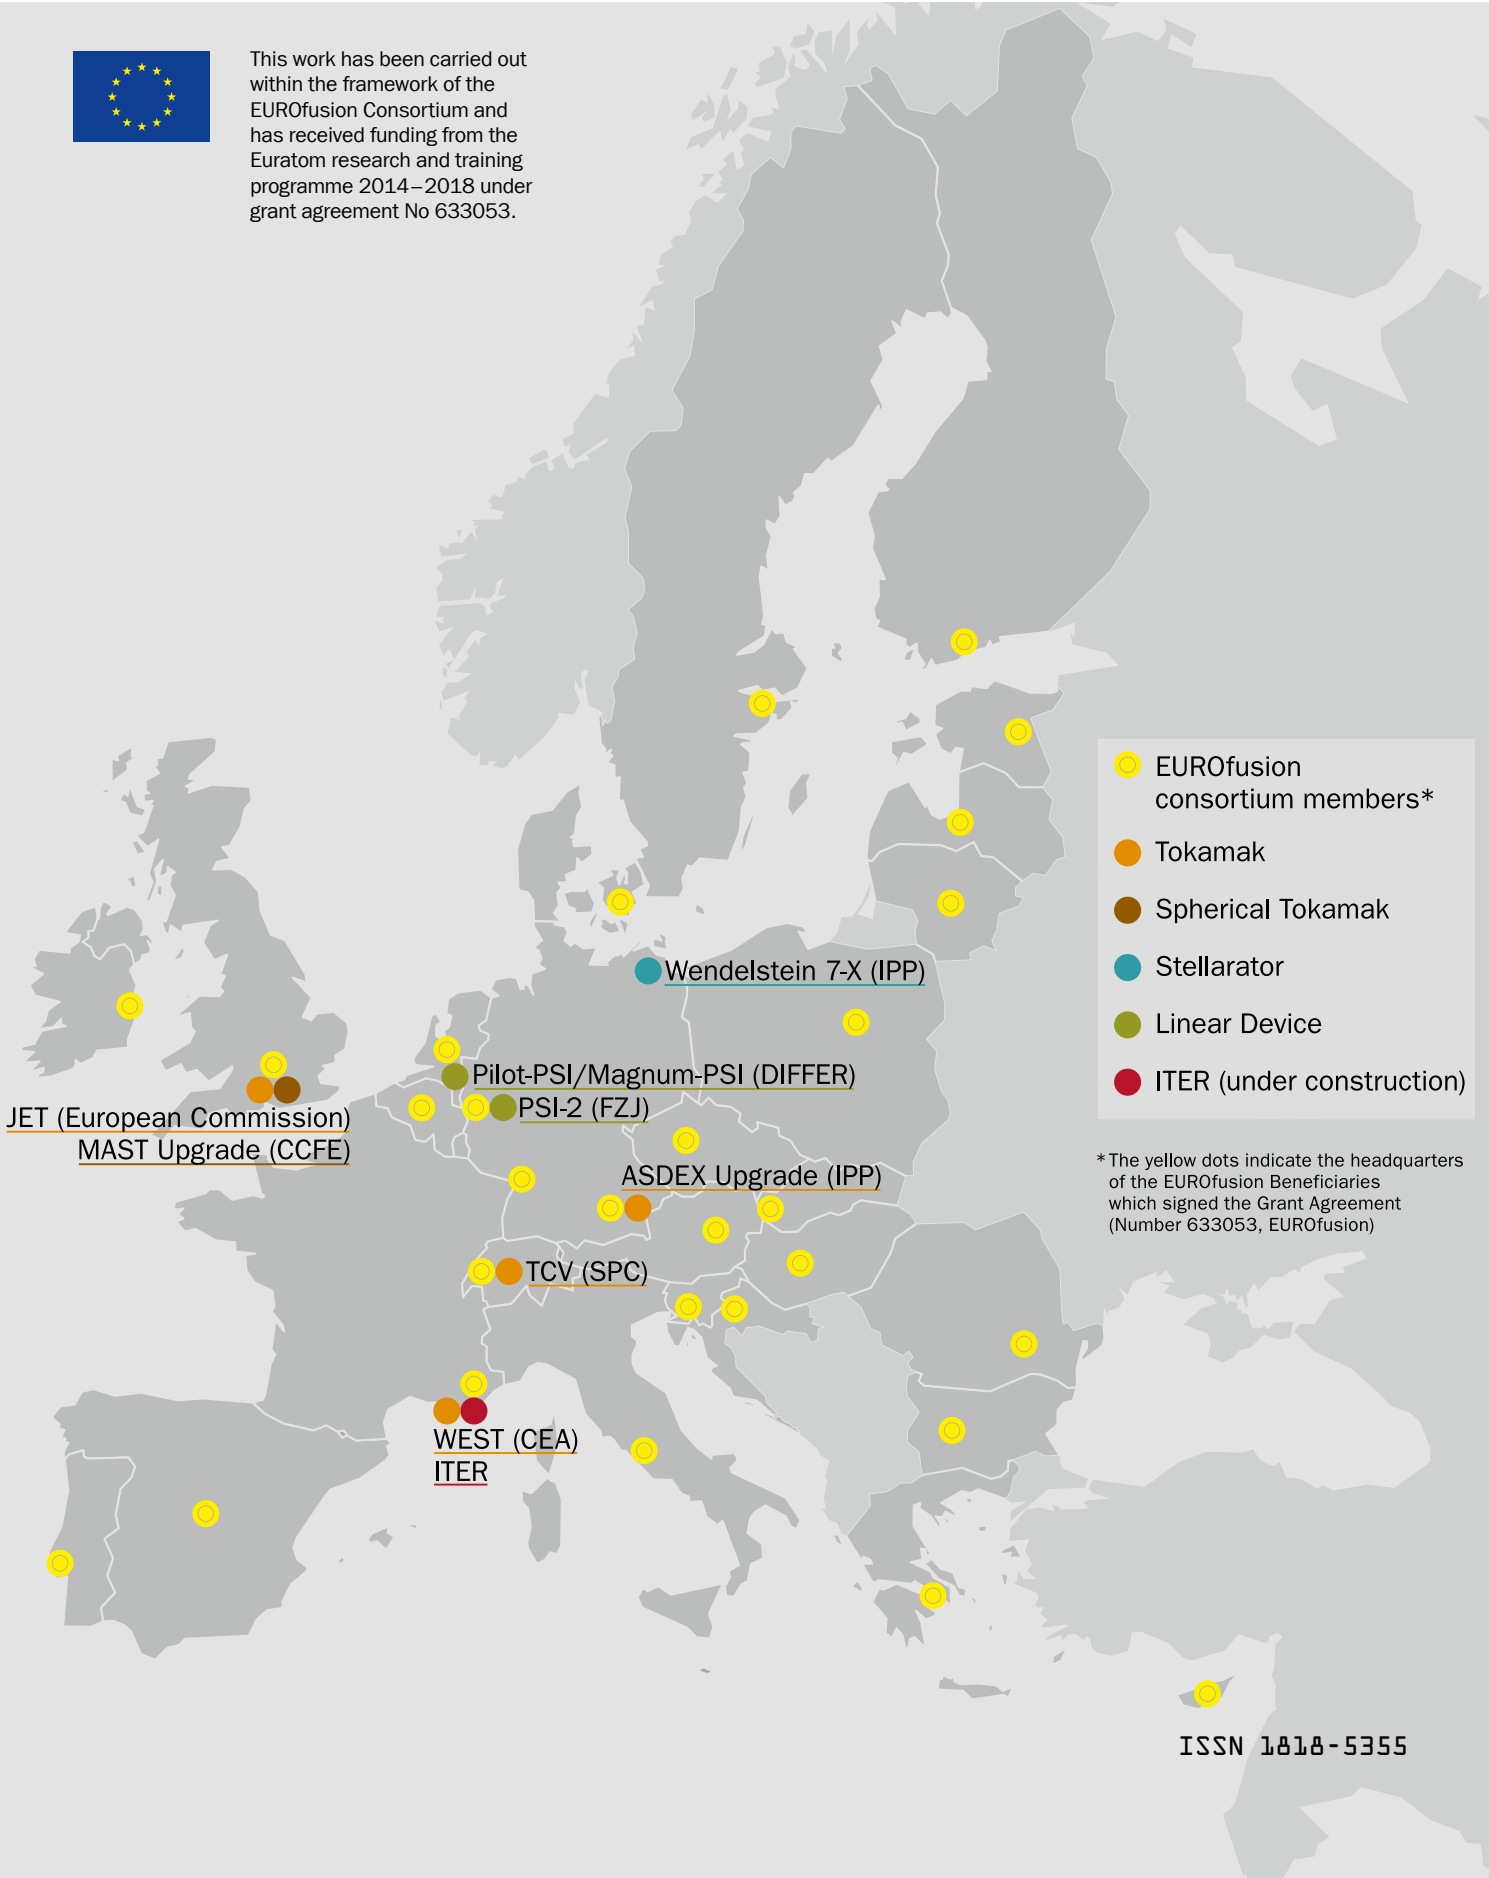 This work has been carried out
within the framework of the
EUROfusion Consortium and
has received funding from the
Euratom research and training
programme 2014–2018 under
grant agreement No 633053.
EUROfusion
consortium members*
Tokamak
Spherical Tokamak
Stellarator
Linear Device
ITER (under construction)
* The yellow dots indicate the headquarters
of the EUROfusion Beneficiaries
which signed the Grant Agreement
(Number 633053, EUROfusion)
Wendelstein 7-X (IPP)
Pilot-PSI/Magnum-PSI (DIFFER)
PSI-2 (FZJ)
JET (European Commission)
MAST Upgrade (CCFE)
ASDEX Upgrade (IPP)
TCV (SPC)
WEST (CEA)
ITER
ISSN 1818-5355